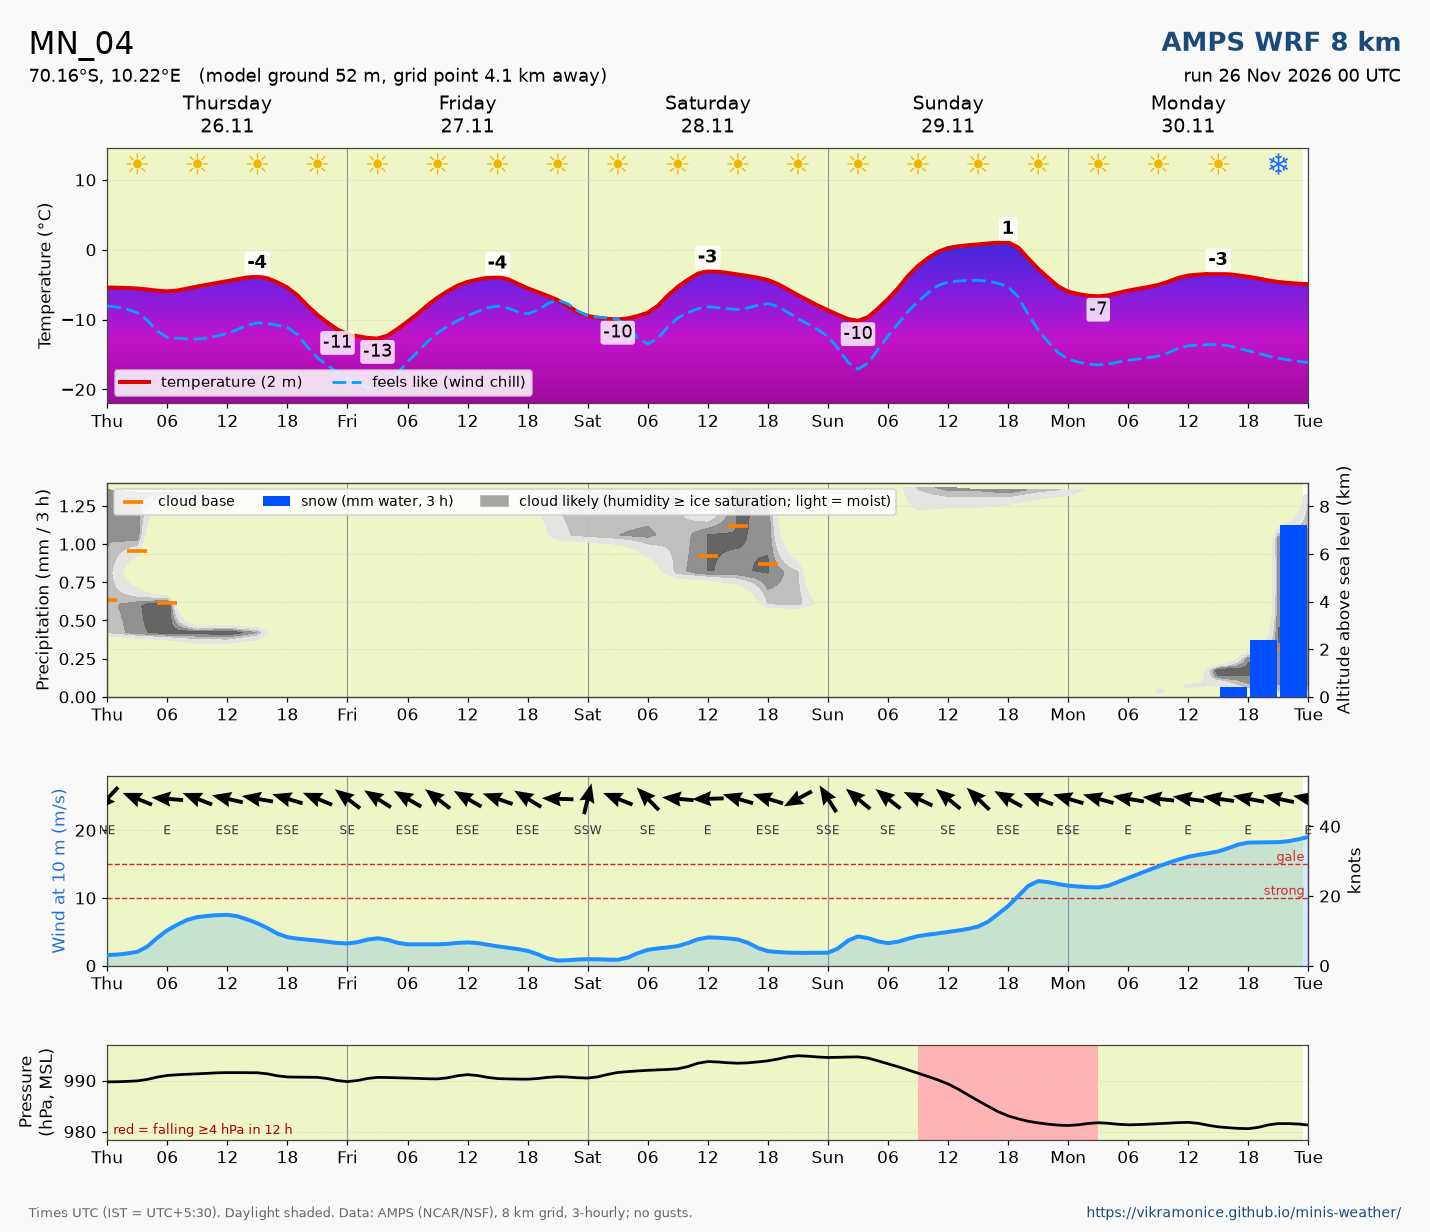 MN_04
AMPS WRF 8 km
70.16°S, 10.22°E (model ground 52 m, grid point 4.1 km away)
run 26 Nov 2026 00 UTC
Thursday Friday Saturday Sunday Monday
26.11 27.11 28.11 29.11 30.11
Temperature (°C)
10
0
−10
−20
-4 -11 -13 -4 -10 -3 -10 1 -7 -3
temperature (2 m) feels like (wind chill)
Thu 06 12 18 Fri 06 12 18 Sat 06 12 18 Sun 06 12 18 Mon 06 12 18 Tue
Precipitation (mm / 3 h)
1.25
1.00
0.75
0.50
0.25
0.00
cloud base snow (mm water, 3 h) cloud likely (humidity ≥ ice saturation; light = moist)
8
6
4
2
0
Altitude above sea level (km)
Thu 06 12 18 Fri 06 12 18 Sat 06 12 18 Sun 06 12 18 Mon 06 12 18 Tue
Wind at 10 m (m/s)
20
10
0
NE E ESE ESE SE ESE ESE ESE SSW SE E ESE SSE SE SE ESE ESE E E E E
gale
strong
40
20
0
knots
Thu 06 12 18 Fri 06 12 18 Sat 06 12 18 Sun 06 12 18 Mon 06 12 18 Tue
Pressure
(hPa, MSL)
990
980
red = falling ≥4 hPa in 12 h
Thu 06 12 18 Fri 06 12 18 Sat 06 12 18 Sun 06 12 18 Mon 06 12 18 Tue
Times UTC (IST = UTC+5:30). Daylight shaded. Data: AMPS (NCAR/NSF), 8 km grid, 3-hourly; no gusts.
https://vikramonice.github.io/minis-weather/